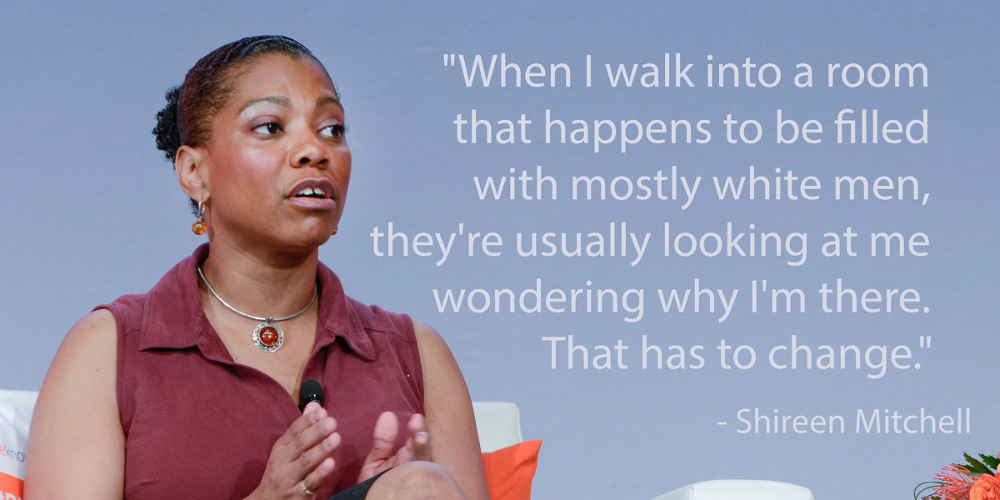 "When I walk into a room
that happens to be filled
with mostly white men,
they're usually looking at me
wondering why I'm there.
That has to change."
- Shireen Mitchell